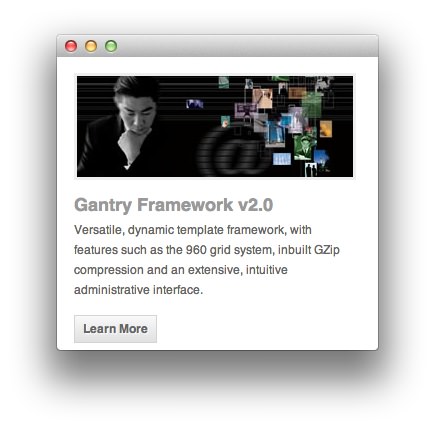 @
Gantry Framework v2.0
Versatile, dynamic template framework, with
features such as the 960 grid system, inbuilt GZip
compression and an extensive, intuitive
administrative interface.
Learn More